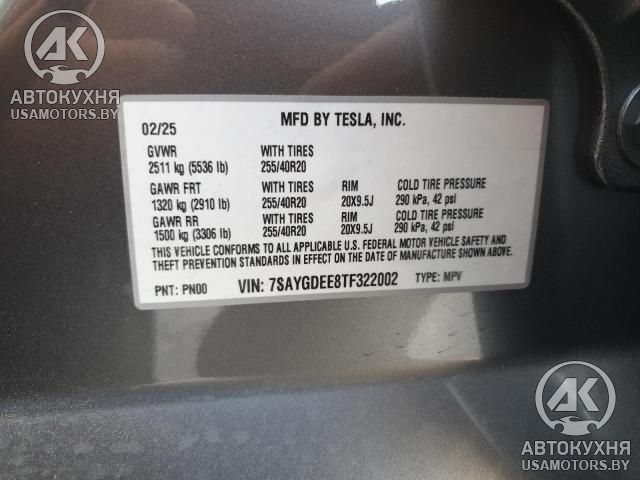 АК
АВТОКУХНЯ
USAMOTORS.BY
02/25 MFD BY TESLA, INC.
GVWR WITH TIRES
2511 kg (5536 lb) 255/40R20
GAWR FRT WITH TIRES RIM COLD TIRE PRESSURE
1320 kg (2910 lb) 255/40R20 20X9.5J 290 kPa, 42 psi
GAWR RR WITH TIRES RIM COLD TIRE PRESSURE
1500 kg (3306 lb) 255/40R20 20X9.5J 290 kPa, 42 psi
THIS VEHICLE CONFORMS TO ALL APPLICABLE U.S. FEDERAL MOTOR VEHICLE SAFETY AND
THEFT PREVENTION STANDARDS IN EFFECT ON THE DATE OF MANUFACTURE SHOWN ABOVE.
PNT: PN00 VIN: 7SAYGDEE8TF322002 TYPE: MPV
АК
АВТОКУХНЯ
USAMOTORS.BY